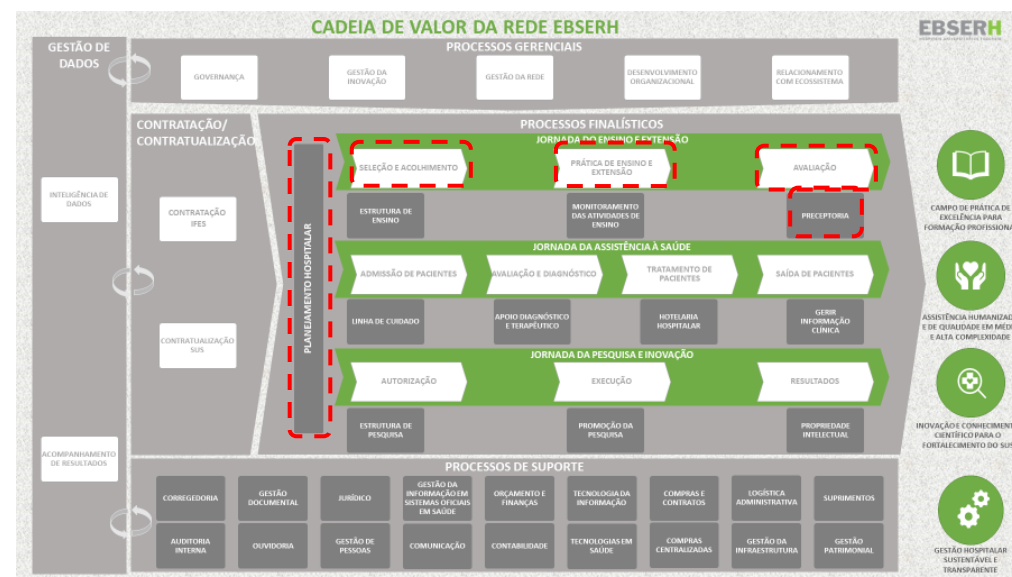 CADEIA DE VALOR DA REDE EBSERH
EBSERH
GESTÃO DE
DADOS
INTELIGÊNCIA DE
DADOS
ACOMPANHAMENTO
DE RESULTADOS
PROCESSOS GERENCIAIS
GOVERNANÇA
GESTÃO DA
INOVAÇÃO
GESTÃO DA REDE
DESENVOLVIMENTO
ORGANIZACIONAL
RELACIONAMENTO
COM ECOSSISTEMA
CONTRATAÇÃO/
CONTRATUALIZAÇÃO
CONTRATAÇÃO
IFES
CONTRATUALIZAÇÃO
SUS
PROCESSOS FINALÍSTICOS
PLANEJAMENTO HOSPITALAR
JORNADA DO ENSINO E EXTENSÃO
SELEÇÃO E ACOLHIMENTO
PRÁTICA DE ENSINO E
EXTENSÃO
AVALIAÇÃO
ESTRUTURA DE
ENSINO
MONITORAMENTO
DAS ATIVIDADES DE
ENSINO
PRECEPTORIA
JORNADA DA ASSISTÊNCIA À SAÚDE
ADMISSÃO DE PACIENTES
AVALIAÇÃO E DIAGNÓSTICO
TRATAMENTO DE
PACIENTES
SAÍDA DE PACIENTES
LINHA DE CUIDADO
APOIO DIAGNÓSTICO
E TERAPÊUTICO
HOTELARIA
HOSPITALAR
GERIR
INFORMAÇÃO
CLÍNICA
JORNADA DA PESQUISA E INOVAÇÃO
AUTORIZAÇÃO
EXECUÇÃO
RESULTADOS
ESTRUTURA DE
PESQUISA
PROMOÇÃO DA
PESQUISA
PROPRIEDADE
INTELECTUAL
PROCESSOS DE SUPORTE
CORREGEDORIA
GESTÃO
DOCUMENTAL
JURÍDICO
GESTÃO DA
INFORMAÇÃO EM
SISTEMAS OFICIAIS
EM SAÚDE
ORÇAMENTO E
FINANÇAS
TECNOLOGIA DA
INFORMAÇÃO
COMPRAS E
CONTRATOS
LOGÍSTICA
ADMINISTRATIVA
SUPRIMENTOS
AUDITORIA
INTERNA
OUVIDORIA
GESTÃO DE
PESSOAS
COMUNICAÇÃO
CONTABILIDADE
TECNOLOGIAS EM
SAÚDE
COMPRAS
CENTRALIZADAS
GESTÃO DA
INFRAESTRUTURA
GESTÃO
PATRIMONIAL
CAMPO DE PRÁTICA DE
EXCELÊNCIA PARA
FORMAÇÃO PROFISSIONA
ASSISTÊNCIA HUMANIZAD
E DE QUALIDADE EM MÉDI
E ALTA COMPLEXIDADE
INOVAÇÃO E CONHECIMENT
CIENTÍFICO PARA O
FORTALECIMENTO DO SUS
GESTÃO HOSPITALAR
SUSTENTÁVEL E
TRANSPARENTE